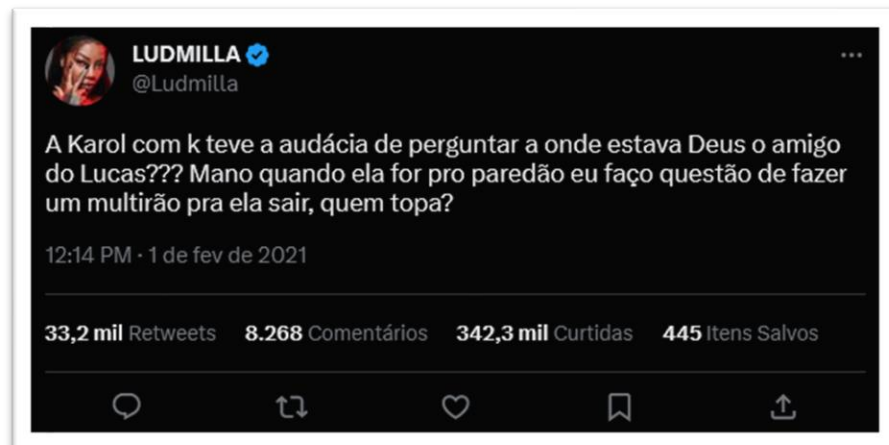 LUDMILLA
@Ludmilla
A Karol com k teve a audácia de perguntar a onde estava Deus o amigo
do Lucas??? Mano quando ela for pro paredão eu faço questão de fazer
um multirão pra ela sair, quem topa?
12:14 PM · 1 de fev de 2021
33,2 mil Retweets 8.268 Comentários 342,3 mil Curtidas 445 Itens Salvos